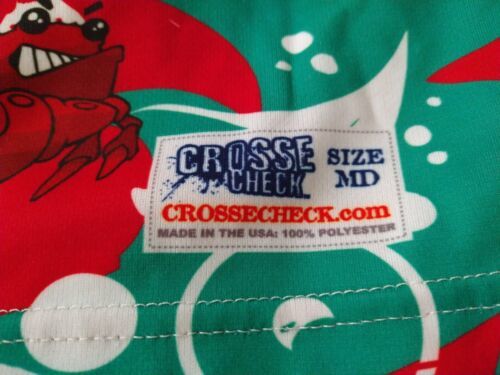 CROSSE
CHECK
SIZE
MD
CROSSECHECK.com
MADE IN THE USA: 100% POLYESTER